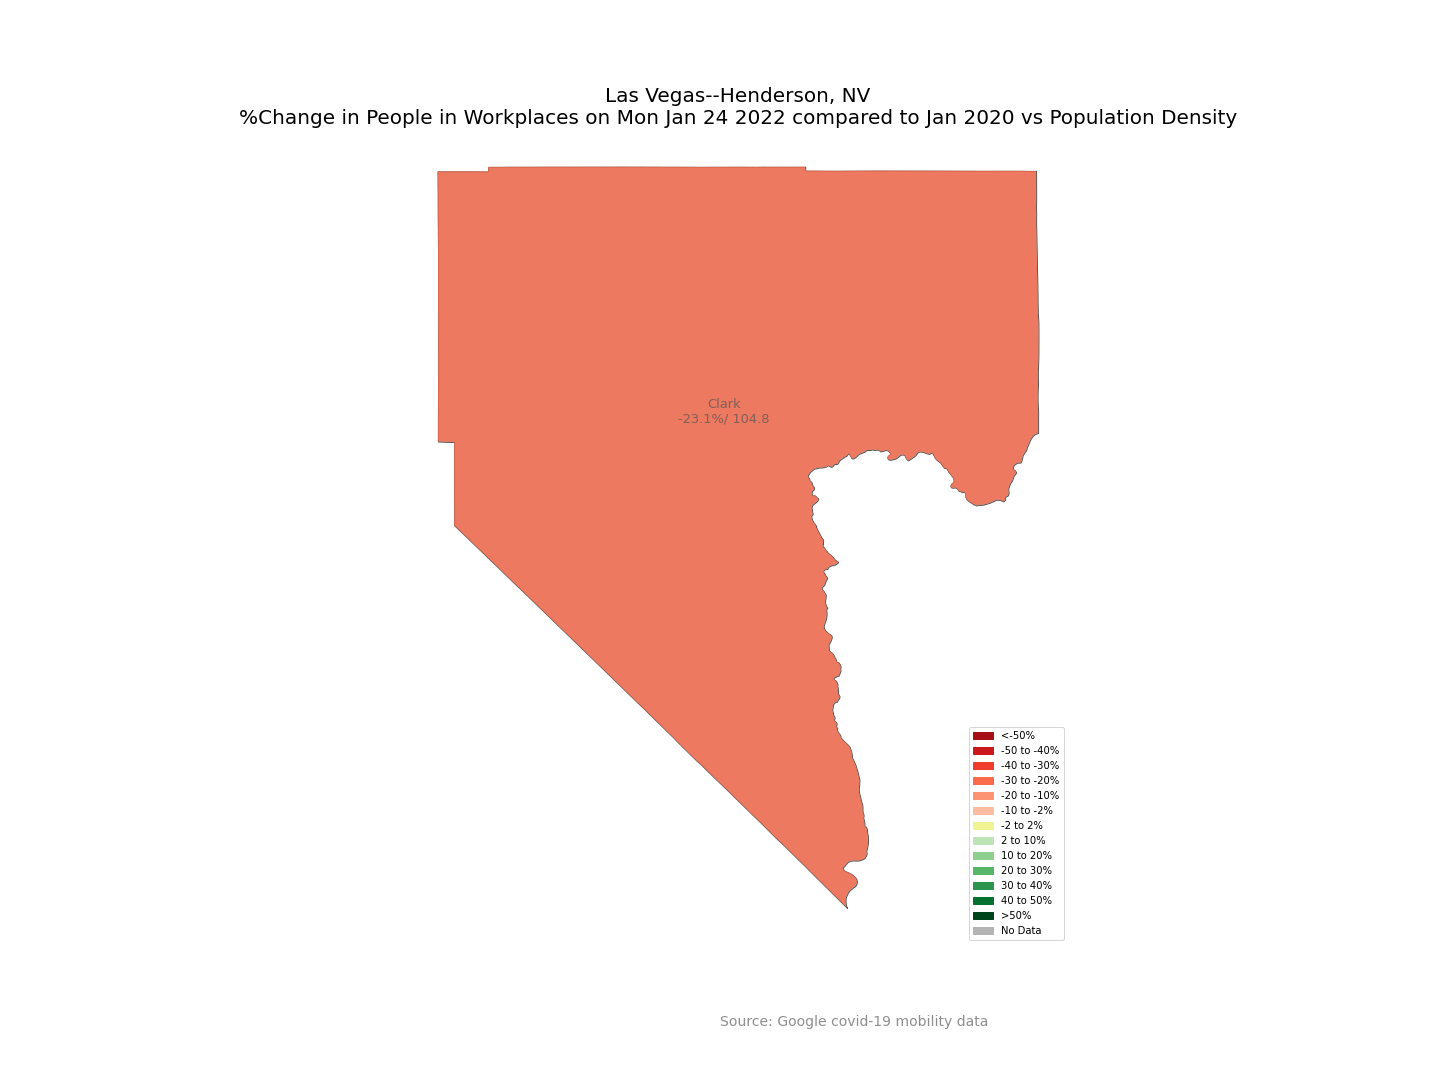 Las Vegas--Henderson, NV
%Change in People in Workplaces on Mon Jan 24 2022 compared to Jan 2020 vs Population Density
Clark
-23.1%/ 104.8
<-50%
-50 to -40%
-40 to -30%
-30 to -20%
-20 to -10%
-10 to -2%
-2 to 2%
2 to 10%
10 to 20%
20 to 30%
30 to 40%
40 to 50%
>50%
No Data
Source: Google covid-19 mobility data